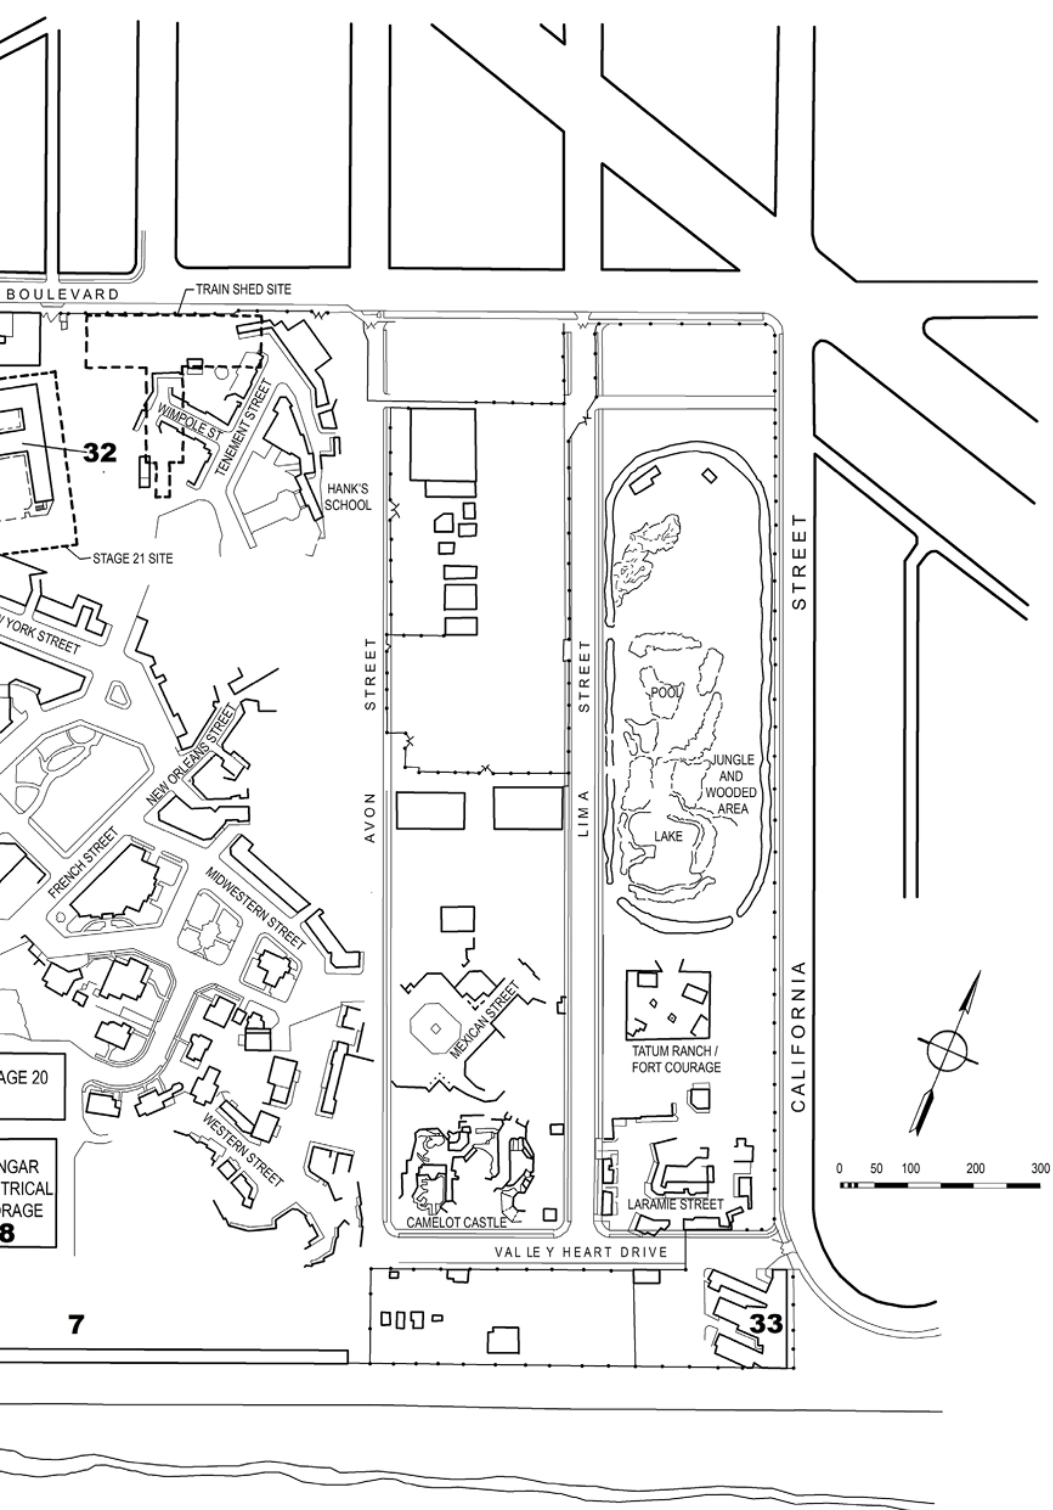 BOULEVARD
TRAIN SHED SITE
WIMPOLE ST
TENEMENT STREET
32
HANK'S
SCHOOL
STAGE 21 SITE
YORK STREET
STREET
AVON
STREET
LIMA
STREET
CALIFORNIA
POOL
JUNGLE
AND
WOODED
AREA
LAKE
NEW ORLEANS STREET
FRENCH STREET
MIDWESTERN STREET
MEXICAN STREET
TATUM RANCH /
FORT COURAGE
AGE 20
NGAR
TRICAL
ORAGE
8
WESTERN STREET
CAMELOT CASTLE
LARAMIE STREET
0 50 100 200 300
VALLEY HEART DRIVE
7
33